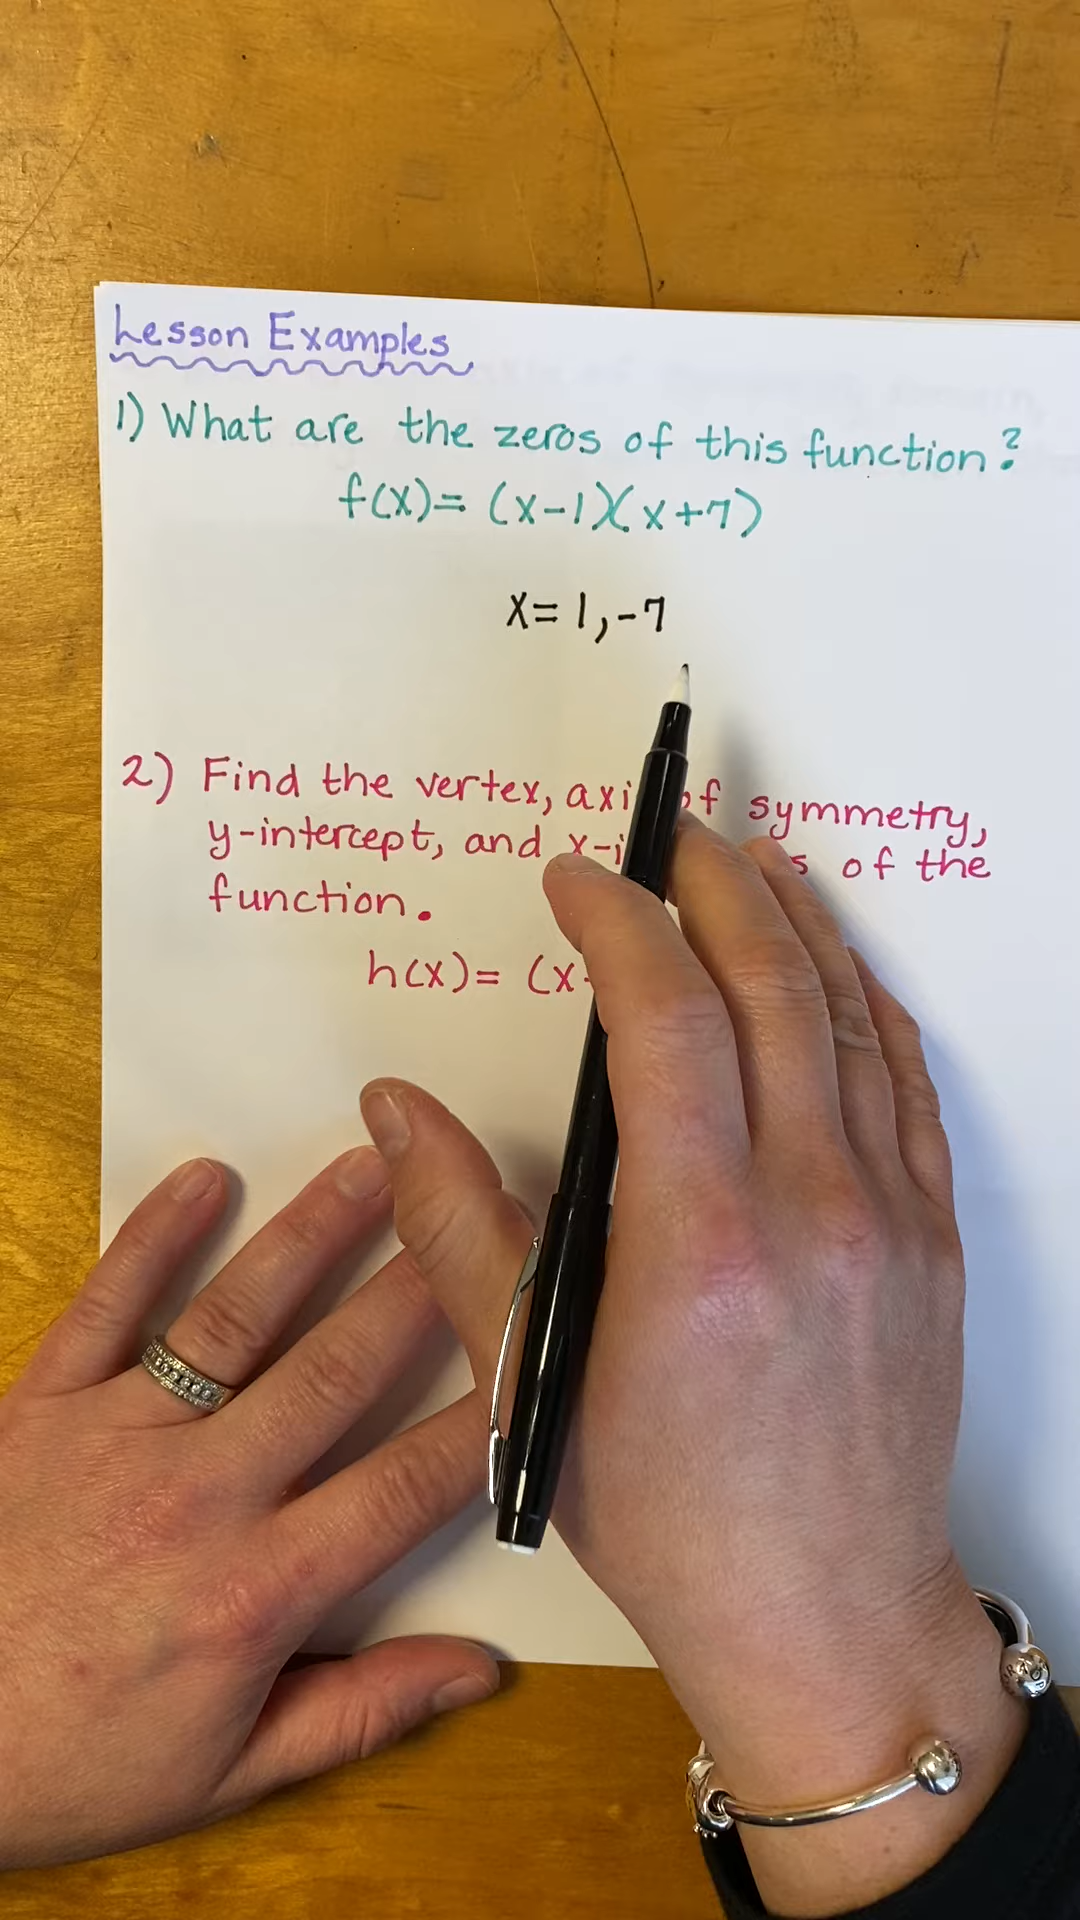 Lesson Examples
1) What are the zeros of this function?
f(x)= (x-1)(x+7)
x= 1, -7
2) Find the vertex, of symmetry,
y-intercept, and of the
function.
h(x)= (x